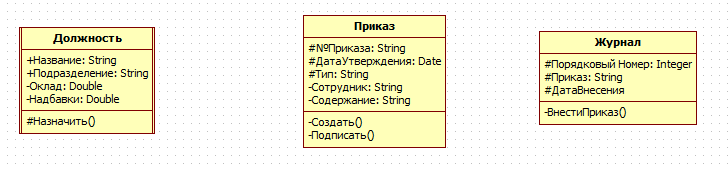 Должность
+Название: String
+Подразделение: String
-Оклад: Double
-Надбавки: Double
#Назначить()
Приказ
#№Приказа: String
#ДатаУтверждения: Date
#Тип: String
-Сотрудник: String
-Содержание: String
-Создать()
-Подписать()
Журнал
#Порядковый Номер: Integer
#Приказ: String
#ДатаВнесения
-ВнестиПриказ()